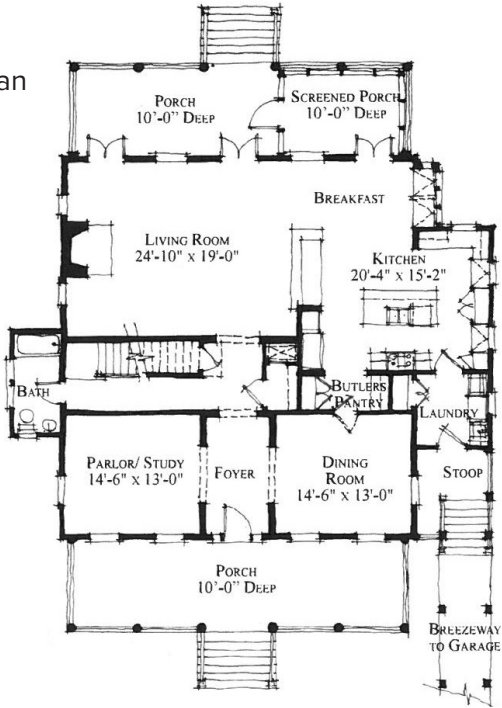 an
PORCH
10'-0" DEEP
SCREENED PORCH
10'-0" DEEP
BREAKFAST
LIVING ROOM
24'-10" x 19'-0"
KITCHEN
20'-4" x 15'-2"
BATH
BUTLERS
PANTRY
LAUNDRY
PARLOR/ STUDY
14'-6" x 13'-0"
FOYER
DINING
ROOM
14'-6" x 13'-0"
STOOP
PORCH
10'-0" DEEP
BREEZEWAY
TO GARAGE